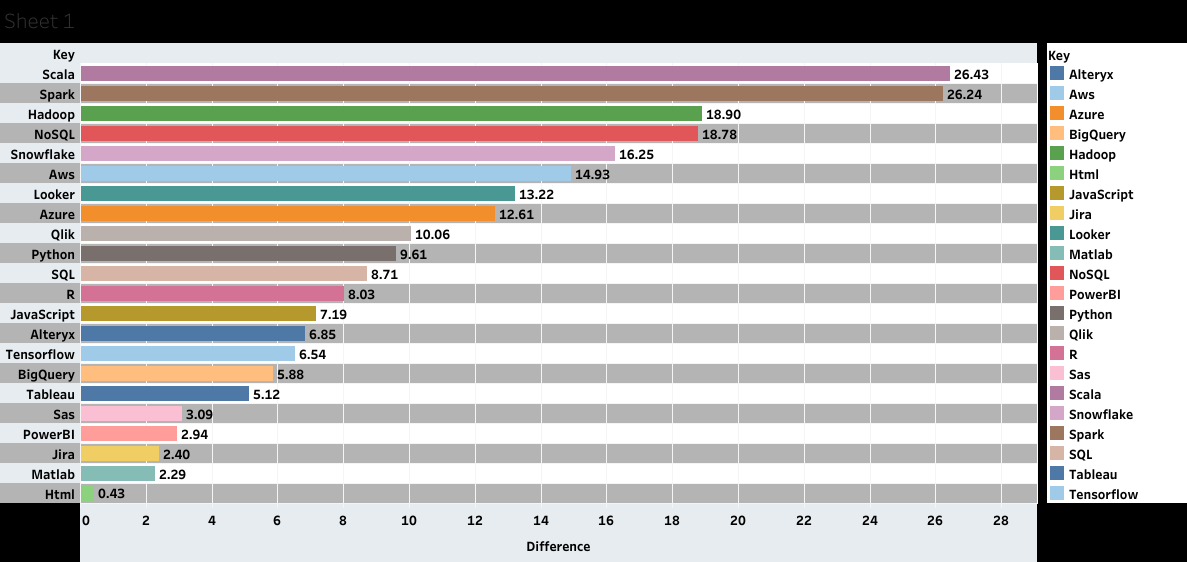 Sheet 1
Key
Scala 26.43
Spark 26.24
Hadoop 18.90
NoSQL 18.78
Snowflake 16.25
Aws 14.93
Looker 13.22
Azure 12.61
Qlik 10.06
Python 9.61
SQL 8.71
R 8.03
JavaScript 7.19
Alteryx 6.85
Tensorflow 6.54
BigQuery 5.88
Tableau 5.12
Sas 3.09
PowerBI 2.94
Jira 2.40
Matlab 2.29
Html 0.43
0 2 4 6 8 10 12 14 16 18 20 22 24 26 28
Difference
Key
Alteryx
Aws
Azure
BigQuery
Hadoop
Html
JavaScript
Jira
Looker
Matlab
NoSQL
PowerBI
Python
Qlik
R
Sas
Scala
Snowflake
Spark
SQL
Tableau
Tensorflow